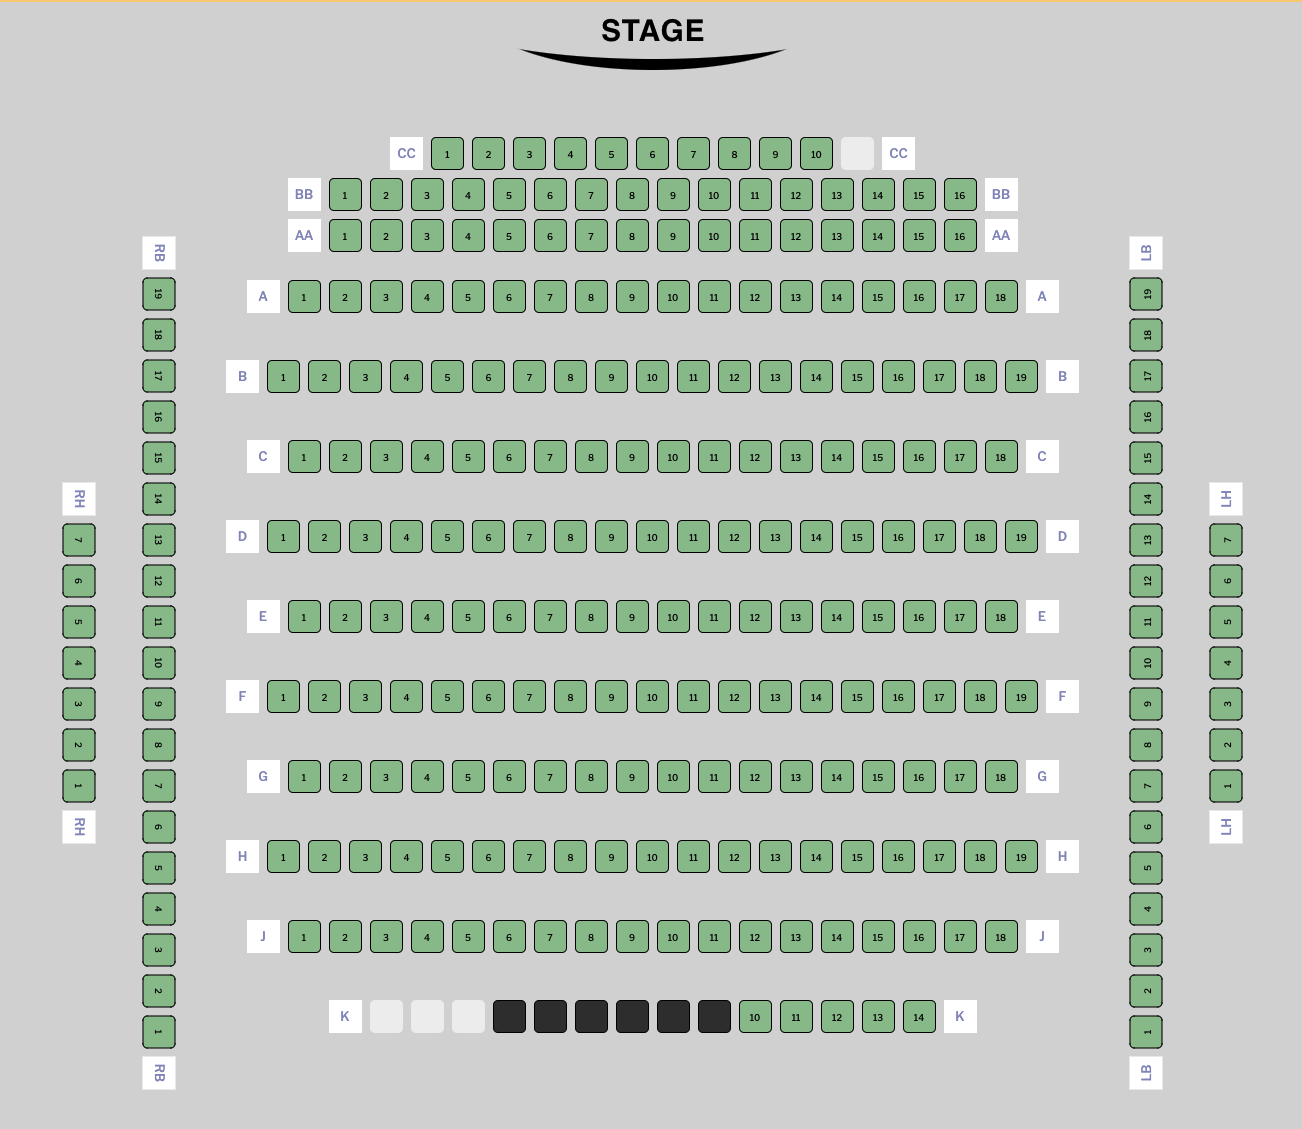 STAGE
CC 1 2 3 4 5 6 7 8 9 10 CC
BB 1 2 3 4 5 6 7 8 9 10 11 12 13 14 15 16 BB
AA 1 2 3 4 5 6 7 8 9 10 11 12 13 14 15 16 AA
A 1 2 3 4 5 6 7 8 9 10 11 12 13 14 15 16 17 18 A
B 1 2 3 4 5 6 7 8 9 10 11 12 13 14 15 16 17 18 19 B
C 1 2 3 4 5 6 7 8 9 10 11 12 13 14 15 16 17 18 C
D 1 2 3 4 5 6 7 8 9 10 11 12 13 14 15 16 17 18 19 D
E 1 2 3 4 5 6 7 8 9 10 11 12 13 14 15 16 17 18 E
F 1 2 3 4 5 6 7 8 9 10 11 12 13 14 15 16 17 18 19 F
G 1 2 3 4 5 6 7 8 9 10 11 12 13 14 15 16 17 18 G
H 1 2 3 4 5 6 7 8 9 10 11 12 13 14 15 16 17 18 19 H
J 1 2 3 4 5 6 7 8 9 10 11 12 13 14 15 16 17 18 J
K 10 11 12 13 14 K
RH 7 6 5 4 3 2 1 RH
RB 19 18 17 16 15 14 13 12 11 10 9 8 7 6 5 4 3 2 1 RB
LB 19 18 17 16 15 14 13 12 11 10 9 8 7 6 5 4 3 2 1 LB
LH 7 6 5 4 3 2 1 LH